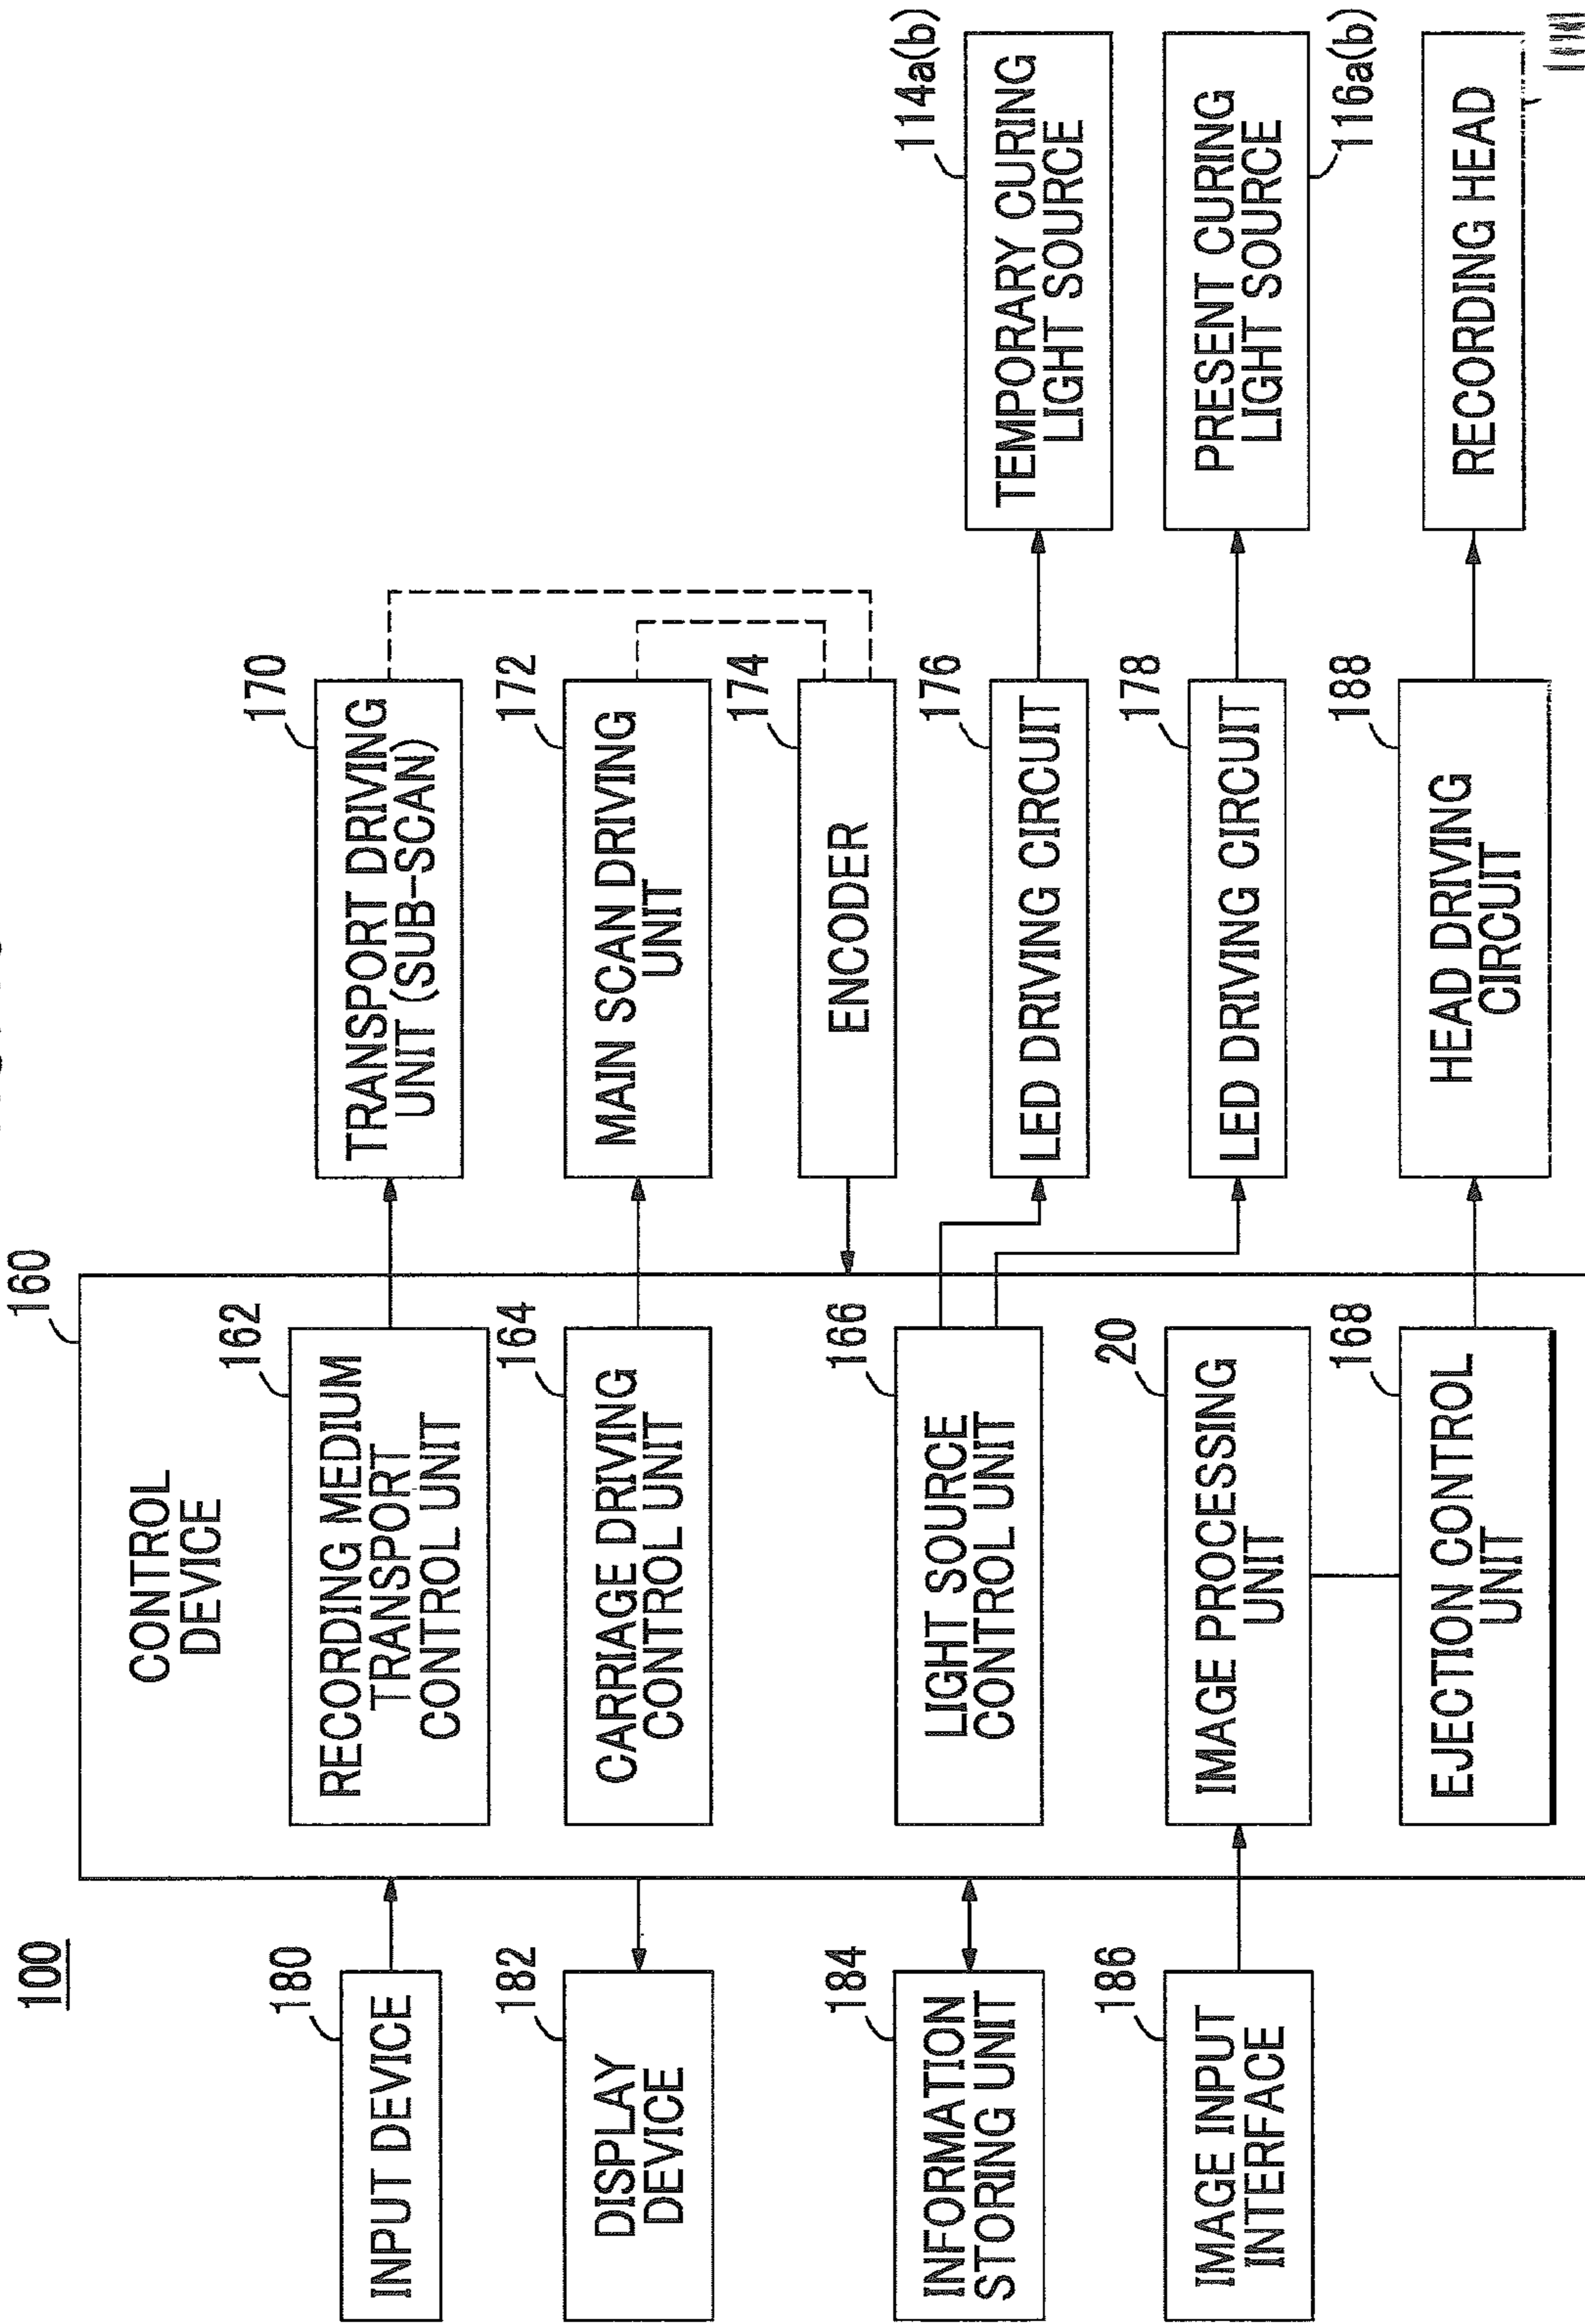 100
160
CONTROL
DEVICE
180
INPUT DEVICE
182
DISPLAY
DEVICE
184
INFORMATION
STORING UNIT
186
IMAGE INPUT
INTERFACE
162
RECORDING MEDIUM
TRANSPORT
CONTROL UNIT
164
CARRIAGE DRIVING
CONTROL UNIT
166
LIGHT SOURCE
CONTROL UNIT
20
IMAGE PROCESSING
UNIT
168
EJECTION CONTROL
UNIT
170
TRANSPORT DRIVING
UNIT (SUB-SCAN)
172
MAIN SCAN DRIVING
UNIT
174
ENCODER
176
LED DRIVING CIRCUIT
178
LED DRIVING CIRCUIT
188
HEAD DRIVING
CIRCUIT
114a(b)
TEMPORARY CURING
LIGHT SOURCE
PRESENT CURING
LIGHT SOURCE
116a(b)
RECORDING HEAD